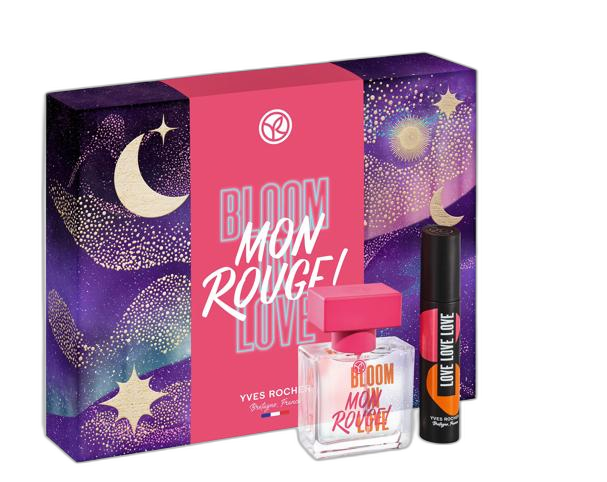 BLOOM
MON
ROUGE!
LOVE
YVES ROCHER
Bretagne, France
BLOOM
MON
ROUGE!
LOVE
LOVE LOVE LOVE
YVES ROCHER
Bretagne, France